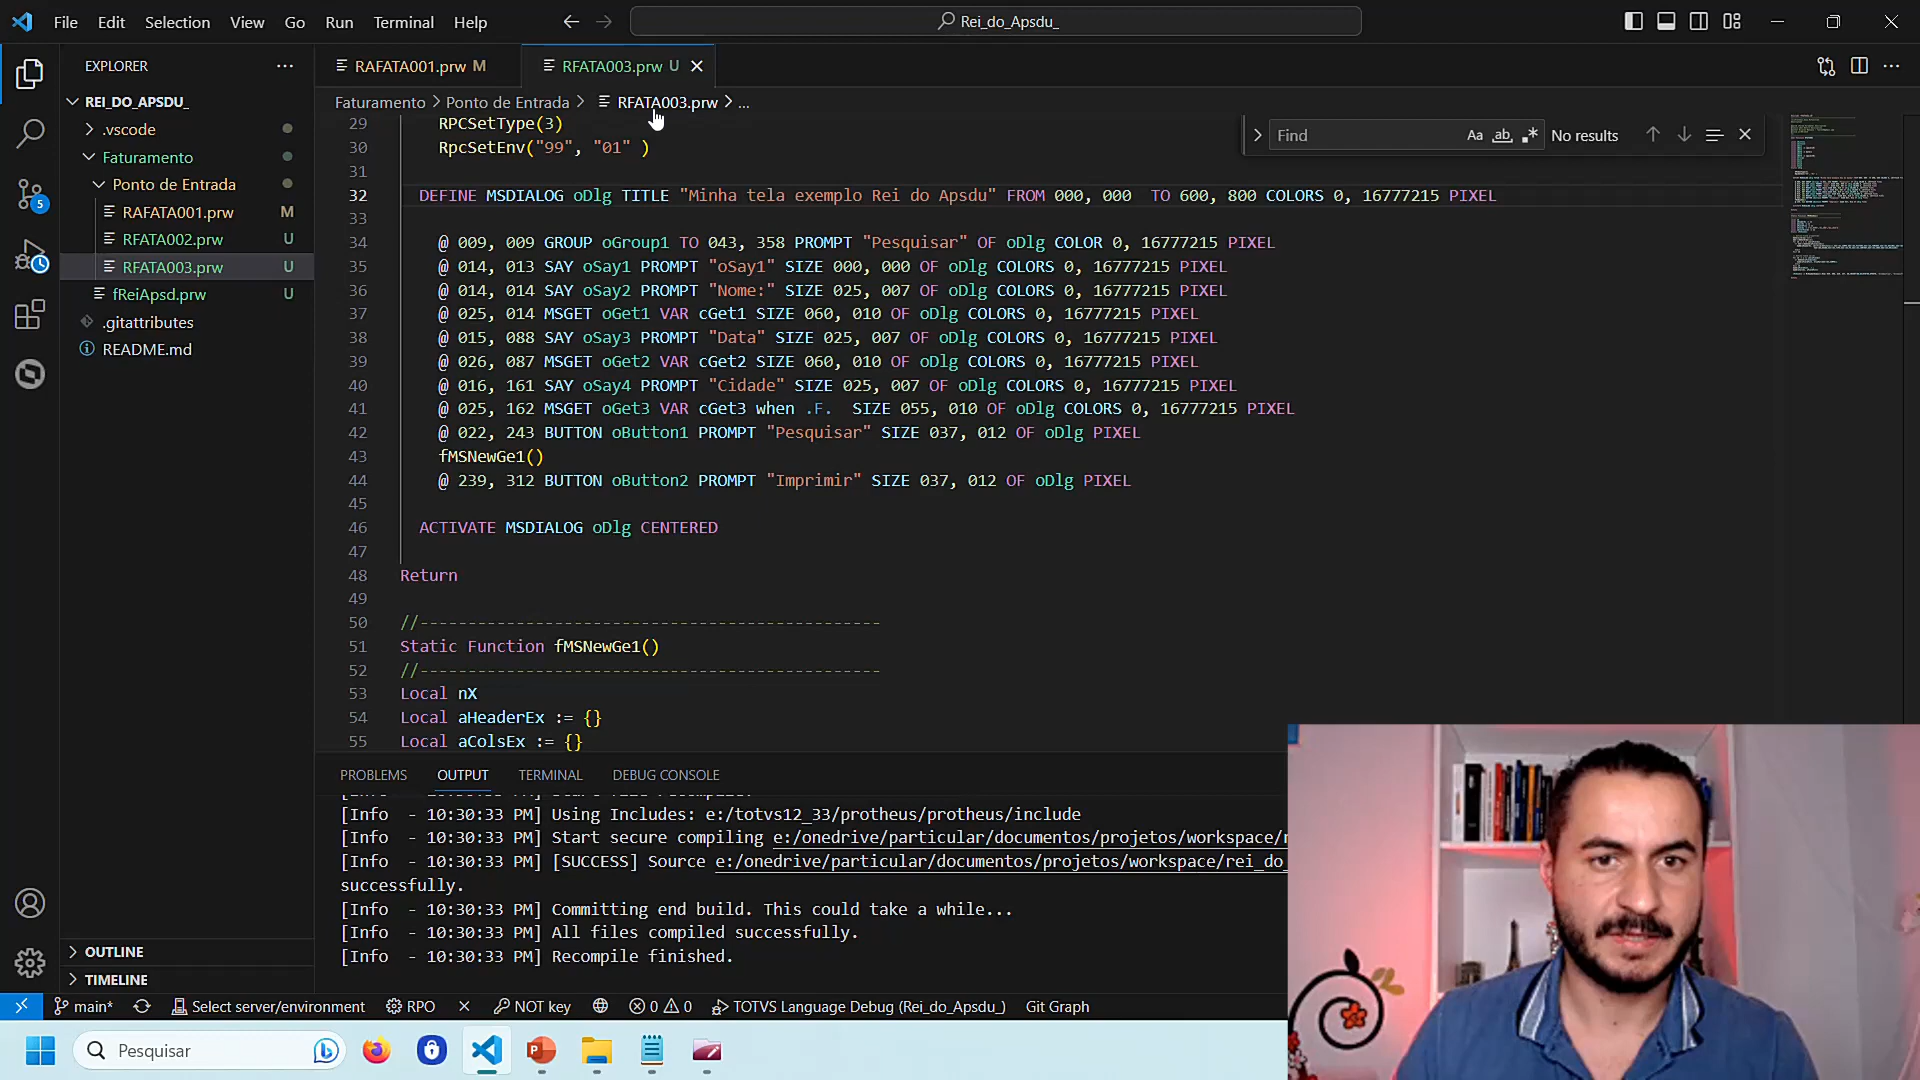 File Edit Selection View Go Run Terminal Help
Rei_do_Apsdu_
EXPLORER
REI_DO_APSDU_
.vscode
Faturamento
Ponto de Entrada
RAFATA001.prw M
RFATA002.prw U
RFATA003.prw U
fReiApsd.prw U
.gitattributes
README.md
OUTLINE
TIMELINE
RAFATA001.prw M
RFATA003.prw U
Faturamento > Ponto de Entrada > RFATA003.prw > ...
Find Aa ab No results
29 RPCSetType(3)
30 RpcSetEnv("99", "01" )
31
32 DEFINE MSDIALOG oDlg TITLE "Minha tela exemplo Rei do Apsdu" FROM 000, 000  TO 600, 800 COLORS 0, 16777215 PIXEL
33
34 @ 009, 009 GROUP oGroup1 TO 043, 358 PROMPT "Pesquisar" OF oDlg COLOR 0, 16777215 PIXEL
35 @ 014, 013 SAY oSay1 PROMPT "oSay1" SIZE 000, 000 OF oDlg COLORS 0, 16777215 PIXEL
36 @ 014, 014 SAY oSay2 PROMPT "Nome:" SIZE 025, 007 OF oDlg COLORS 0, 16777215 PIXEL
37 @ 025, 014 MSGET oGet1 VAR cGet1 SIZE 060, 010 OF oDlg COLORS 0, 16777215 PIXEL
38 @ 015, 088 SAY oSay3 PROMPT "Data" SIZE 025, 007 OF oDlg COLORS 0, 16777215 PIXEL
39 @ 026, 087 MSGET oGet2 VAR cGet2 SIZE 060, 010 OF oDlg COLORS 0, 16777215 PIXEL
40 @ 016, 161 SAY oSay4 PROMPT "Cidade" SIZE 025, 007 OF oDlg COLORS 0, 16777215 PIXEL
41 @ 025, 162 MSGET oGet3 VAR cGet3 when .F.  SIZE 055, 010 OF oDlg COLORS 0, 16777215 PIXEL
42 @ 022, 243 BUTTON oButton1 PROMPT "Pesquisar" SIZE 037, 012 OF oDlg PIXEL
43 fMSNewGe1()
44 @ 239, 312 BUTTON oButton2 PROMPT "Imprimir" SIZE 037, 012 OF oDlg PIXEL
45
46 ACTIVATE MSDIALOG oDlg CENTERED
47
48 Return
49
50 //------------------------------------------------
51 Static Function fMSNewGe1()
52 //------------------------------------------------
53 Local nX
54 Local aHeaderEx := {}
55 Local aColsEx := {}
PROBLEMS OUTPUT TERMINAL DEBUG CONSOLE
[Info  - 10:30:33 PM] Using Includes: e:/totvs12_33/protheus/protheus/include
[Info  - 10:30:33 PM] Start secure compiling e:/onedrive/particular/documentos/projetos/workspace/
[Info  - 10:30:33 PM] [SUCCESS] Source e:/onedrive/particular/documentos/projetos/workspace/rei_do_
successfully.
[Info  - 10:30:33 PM] Committing end build. This could take a while...
[Info  - 10:30:33 PM] All files compiled successfully.
[Info  - 10:30:33 PM] Recompile finished.
5
main* Select server/environment RPO NOT key 0 0 TOTVS Language Debug (Rei_do_Apsdu_) Git Graph
Pesquisar